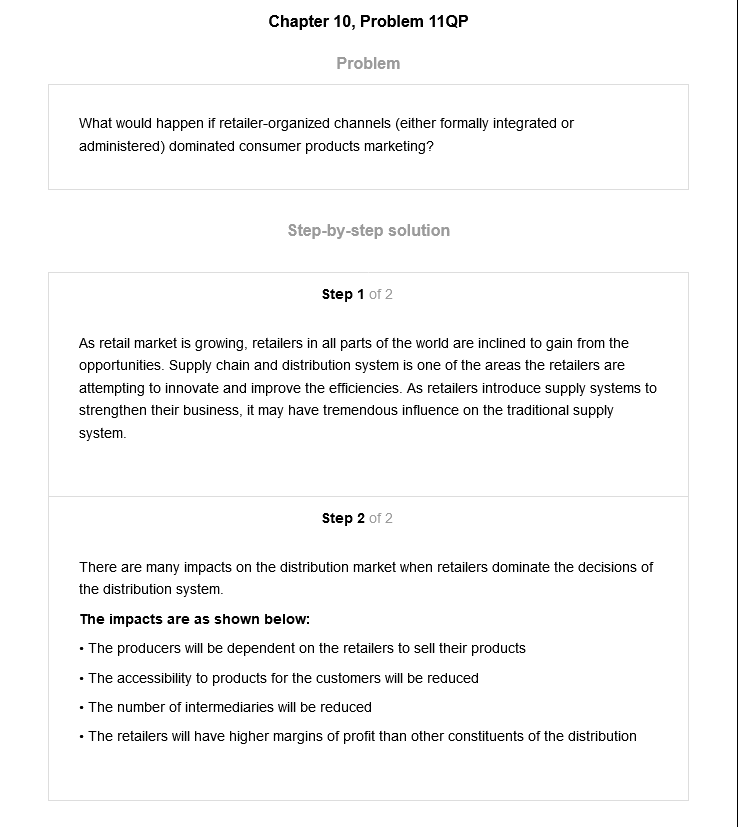 Chapter 10, Problem 11QP
Problem
What would happen if retailer-organized channels (either formally integrated or
administered) dominated consumer products marketing?
Step-by-step solution
Step 1 of 2
As retail market is growing, retailers in all parts of the world are inclined to gain from the
opportunities. Supply chain and distribution system is one of the areas the retailers are
attempting to innovate and improve the efficiencies. As retailers introduce supply systems to
strengthen their business, it may have tremendous influence on the traditional supply
system.
Step 2 of 2
There are many impacts on the distribution market when retailers dominate the decisions of
the distribution system.
The impacts are as shown below:
• The producers will be dependent on the retailers to sell their products
• The accessibility to products for the customers will be reduced
• The number of intermediaries will be reduced
• The retailers will have higher margins of profit than other constituents of the distribution